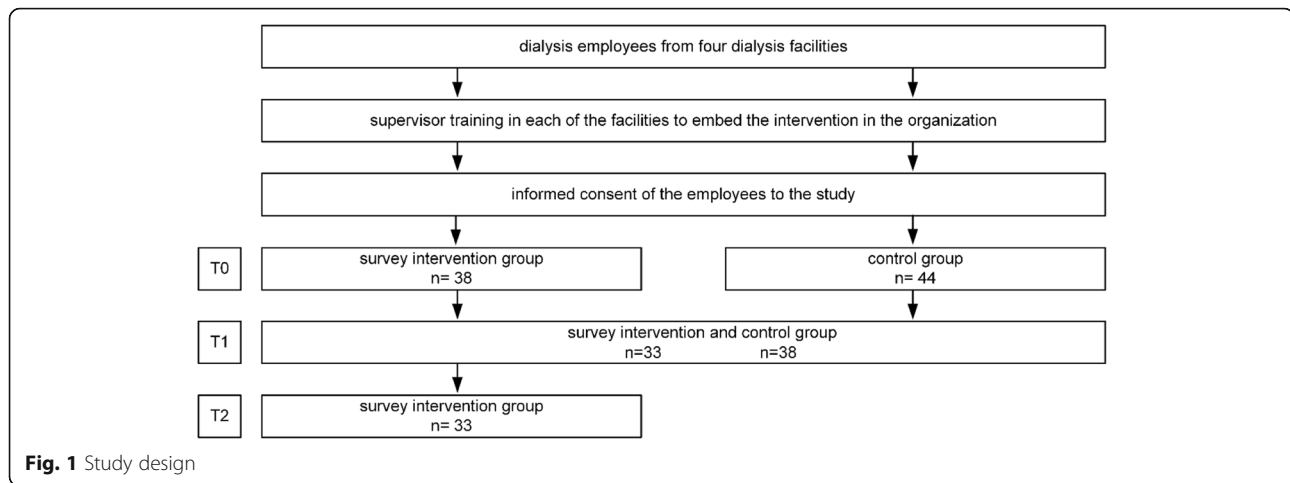 dialysis employees from four dialysis facilities
supervisor training in each of the facilities to embed the intervention in the organization
informed consent of the employees to the study
T0
survey intervention group
n= 38
control group
n= 44
T1
survey intervention and control group
n=33 n=38
T2
survey intervention group
n= 33
Fig. 1 Study design